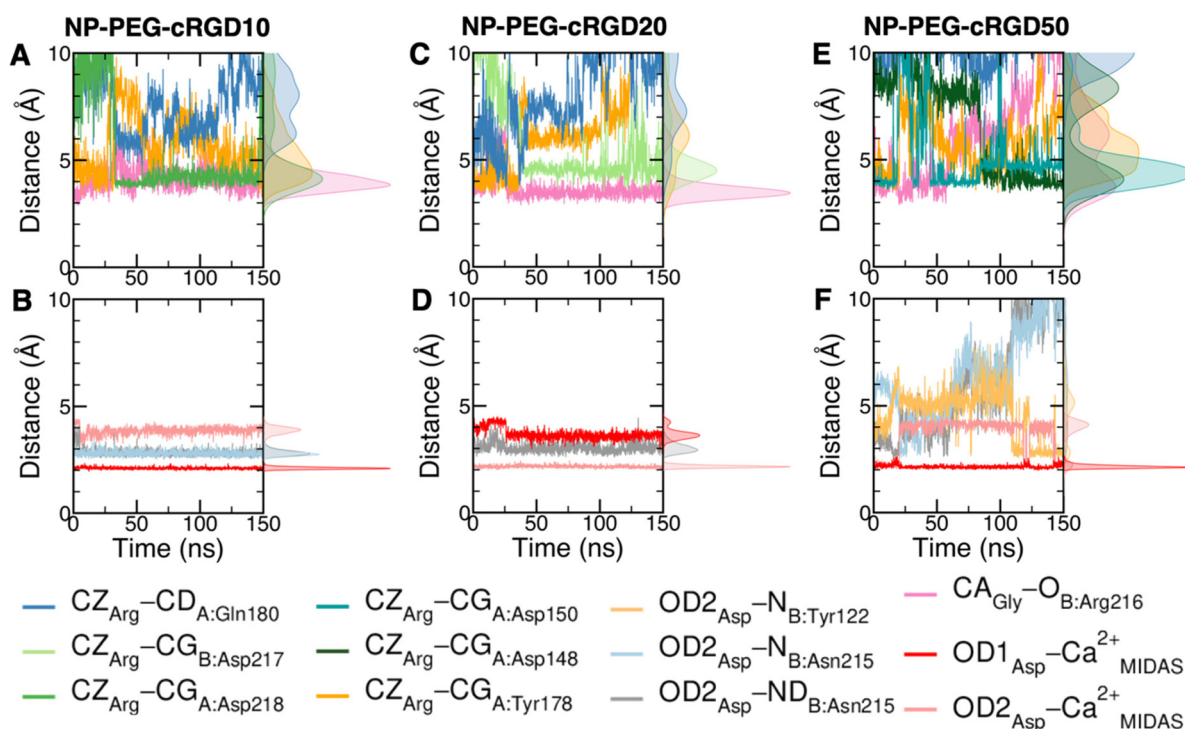 NP-PEG-cRGD10 NP-PEG-cRGD20 NP-PEG-cRGD50
A C E
10 10 10
Distance (Å) Distance (Å) Distance (Å)
5 5 5
0 0 0
0 50 100 150 0 50 100 150 0 50 100 150
B D F
10 10 10
Distance (Å) Distance (Å) Distance (Å)
5 5 5
0 0 0
0 50 100 150 0 50 100 150 0 50 100 150
Time (ns) Time (ns) Time (ns)
CZArg–CDA:Gln180
CZArg–CGB:Asp217
CZArg–CGA:Asp218
CZArg–CGA:Asp150
CZArg–CGA:Asp148
CZArg–CGA:Tyr178
OD2Asp–NB:Tyr122
OD2Asp–NB:Asn215
OD2Asp–NDB:Asn215
CAGly–OB:Arg216
OD1Asp–Ca2+MIDAS
OD2Asp–Ca2+MIDAS